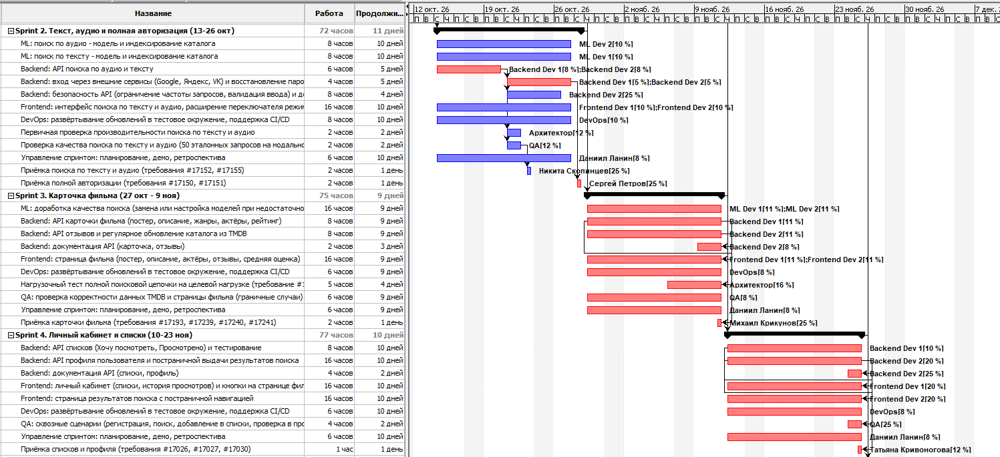 Название Работа Продолжи... 12 окт. 26 19 окт. 26 26 окт. 26 2 нояб. 26 9 нояб. 26 16 нояб. 26 23 нояб. 26 30 нояб. 26 7 дек.
Sprint 2. Текст, аудио и полная авторизация (13-26 окт) 72 часов 11 дней
ML: поиск по аудио - модель и индексирование каталога 8 часов 10 дней ML Dev 2[10 %]
ML: поиск по тексту - модель и индексирование каталога 8 часов 10 дней ML Dev 1[10 %]
Backend: API поиска по аудио и тексту 6 часов 5 дней Backend Dev 1[8 %];Backend Dev 2[8 %]
Backend: вход через внешние сервисы (Google, Яндекс, VK) и восстановление паро 4 часов 5 дней Backend Dev 1[5 %];Backend Dev 2[5 %]
Backend: безопасность API (ограничение частоты запросов, валидация ввода) и д 8 часов 4 дней Backend Dev 2[25 %]
Frontend: интерфейс поиска по тексту и аудио, расширение переключателя режи 16 часов 10 дней Frontend Dev 1[10 %];Frontend Dev 2[10 %]
DevOps: развёртывание обновлений в тестовое окружение, поддержка CI/CD 8 часов 10 дней DevOps[10 %]
Первичная проверка производительности поиска по тексту и аудио 2 часов 2 дней Архитектор[12 %]
Проверка качества поиска по тексту и аудио (50 эталонных запросов на модально 2 часов 2 дней QA[12 %]
Управление спринтом: планирование, демо, ретроспектива 6 часов 10 дней Даниил Ланин[8 %]
Приёмка поиска по тексту и аудио (требования #17152, #17155) 2 часов 1 день Никита Скопинцев[25 %]
Приёмка полной авторизации (требования #17150, #17151) 2 часов 1 день Сергей Петров[25 %]
Sprint 3. Карточка фильма (27 окт - 9 ноя) 75 часов 9 дней
ML: доработка качества поиска (замена или настройка моделей при недостаточно 16 часов 9 дней ML Dev 1[11 %];ML Dev 2[11 %]
Backend: API карточки фильма (постер, описание, жанры, актёры, рейтинг) 8 часов 9 дней Backend Dev 1[11 %]
Backend: API отзывов и регулярное обновление каталога из TMDB 8 часов 9 дней Backend Dev 2[11 %]
Backend: документация API (карточка, отзывы) 2 часов 3 дней Backend Dev 2[8 %]
Frontend: страница фильма (постер, описание, актёры, отзывы, средняя оценка) 16 часов 9 дней Frontend Dev 1[11 %];Frontend Dev 2[11 %]
DevOps: развёртывание обновлений в тестовое окружение, поддержка CI/CD 6 часов 9 дней DevOps[8 %]
Нагрузочный тест полной поисковой цепочки на целевой нагрузке (требование #1 5 часов 4 дней Архитектор[16 %]
QA: проверка корректности данных TMDB и страницы фильма (граничные случаи) 6 часов 9 дней QA[8 %]
Управление спринтом: планирование, демо, ретроспектива 6 часов 9 дней Даниил Ланин[8 %]
Приёмка карточки фильма (требования #17193, #17239, #17240, #17241) 2 часов 1 день Михаил Крикунов[25 %]
Sprint 4. Личный кабинет и списки (10-23 ноя) 77 часов 10 дней
Backend: API списков (Хочу посмотреть, Просмотрено) и тестирование 8 часов 10 дней Backend Dev 1[10 %]
Backend: API профиля пользователя и постраничной выдачи результатов поиска 16 часов 10 дней Backend Dev 2[20 %]
Backend: документация API (списки, профиль) 4 часов 2 дней Backend Dev 2[25 %]
Frontend: личный кабинет (списки, история просмотров) и кнопки на странице фил 16 часов 10 дней Frontend Dev 1[20 %]
Frontend: страница результатов поиска с постраничной навигацией 16 часов 10 дней Frontend Dev 2[20 %]
DevOps: развёртывание обновлений в тестовое окружение, поддержка CI/CD 6 часов 10 дней DevOps[8 %]
QA: сквозные сценарии (регистрация, поиск, добавление в списки, проверка в про 4 часов 2 дней QA[25 %]
Управление спринтом: планирование, демо, ретроспектива 6 часов 10 дней Даниил Ланин[8 %]
Приёмка списков и профиля (требования #17026, #17027, #17030) 1 час 1 день Татьяна Кривоногова[12 %]